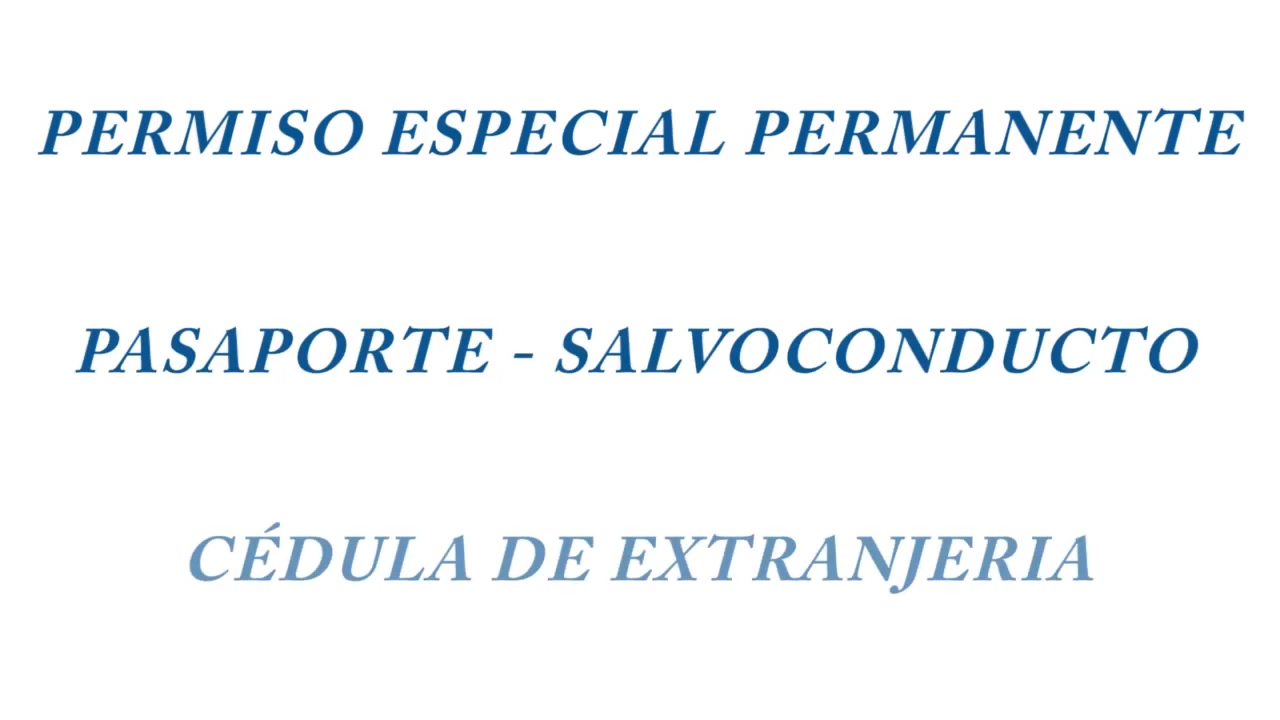 PERMISO ESPECIAL PERMANENTE
PASAPORTE - SALVOCONDUCTO
CÉDULA DE EXTRANJERIA